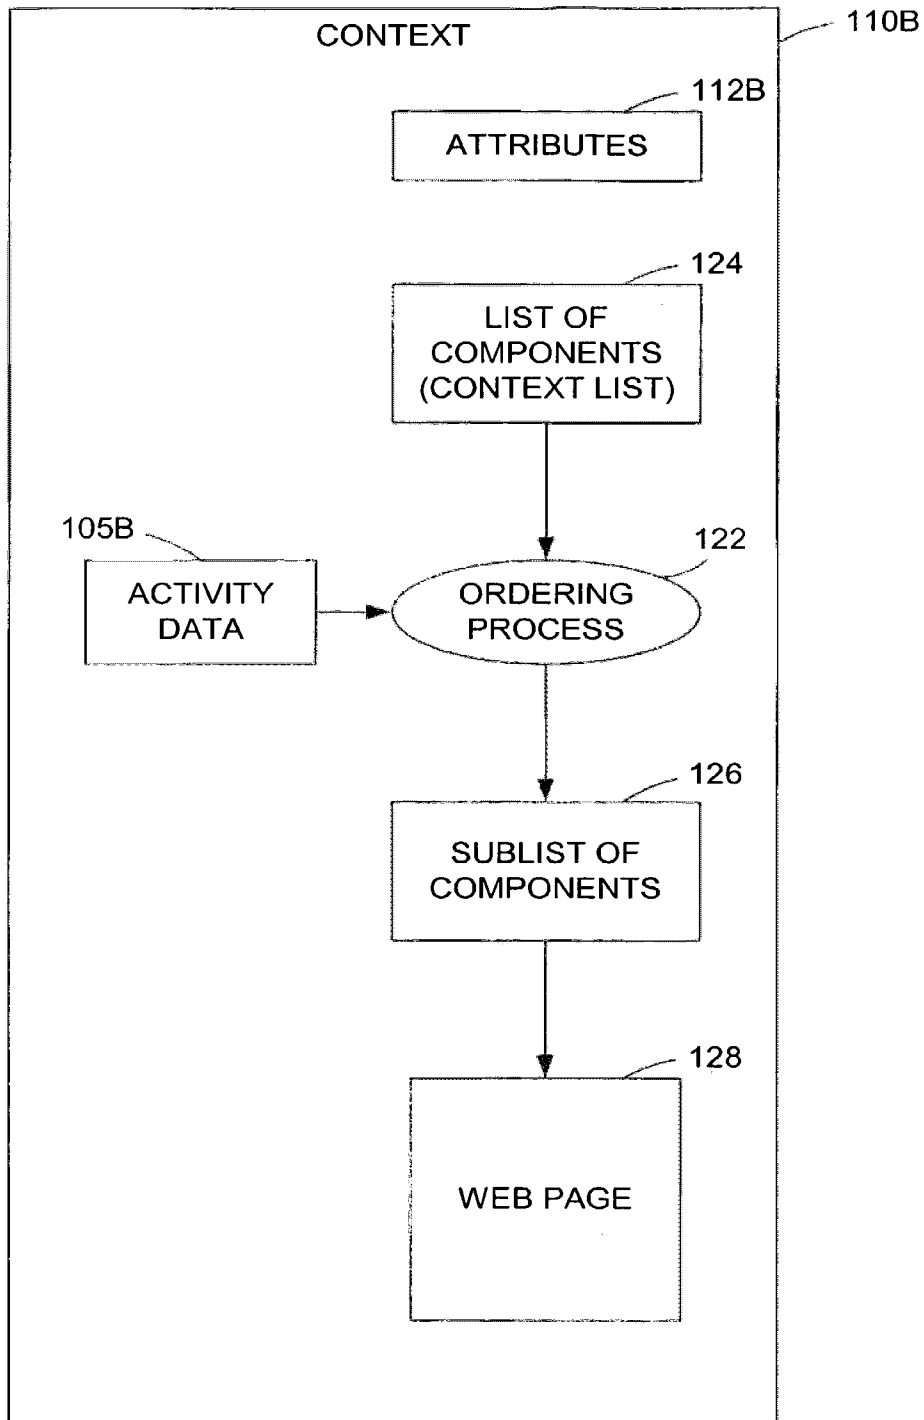 CONTEXT
110B
112B
ATTRIBUTES
124
LIST OF
COMPONENTS
(CONTEXT LIST)
105B
ACTIVITY
DATA
122
ORDERING
PROCESS
126
SUBLIST OF
COMPONENTS
128
WEB PAGE